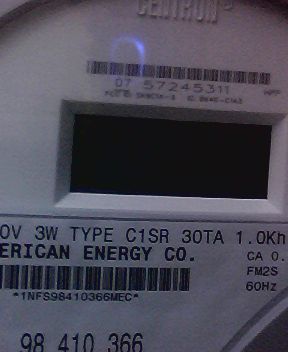 CENTRON
07 57245311
0V 3W TYPE C1SR 30TA 1.0Kh
ERICAN ENERGY CO.
CA 0.
FM2S
60Hz
*1NFS98410366MEC*
98 410 366